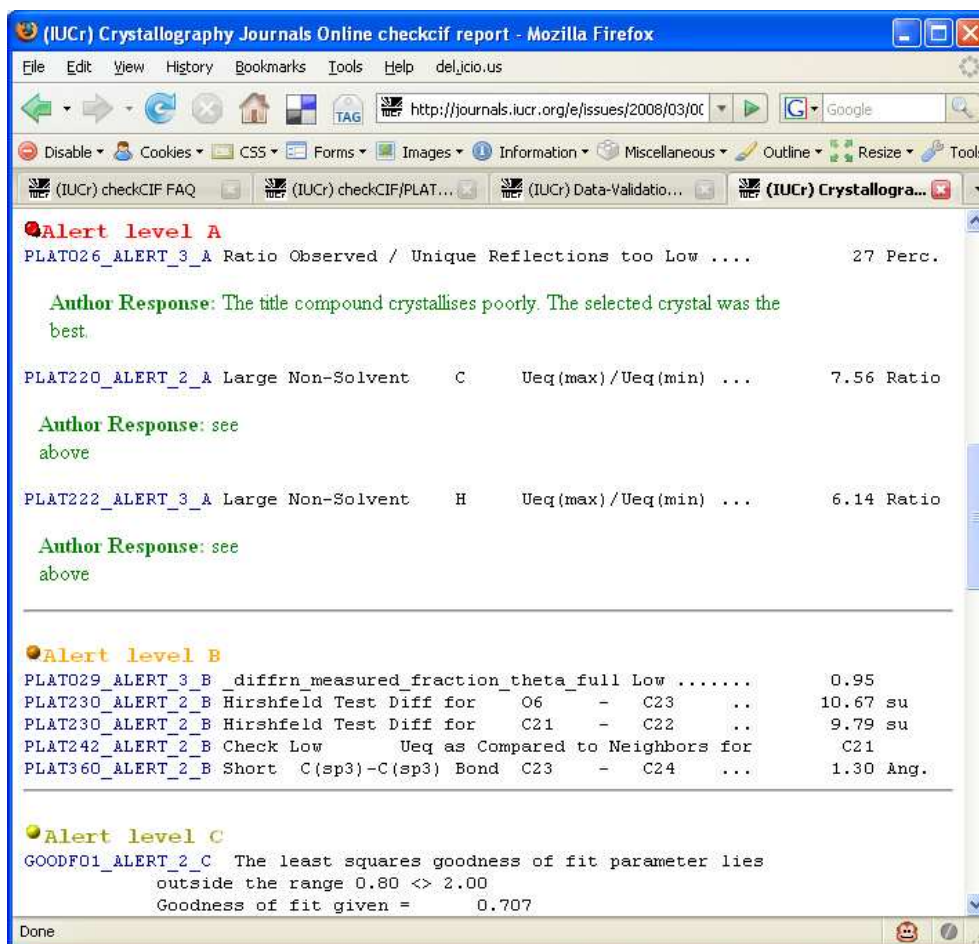 (IUCr) Crystallography Journals Online checkcif report - Mozilla Firefox
File Edit View History Bookmarks Tools Help del.icio.us
TAG http://journals.iucr.org/e/issues/2008/03/00 G Google
Disable Cookies CSS Forms Images Information Miscellaneous Outline Resize Tools
(IUCr) checkCIF FAQ (IUCr) checkCIF/PLAT... (IUCr) Data-Validatio... (IUCr) Crystallogra...
Alert level A
PLAT026_ALERT_3_A Ratio Observed / Unique Reflections too Low .... 27 Perc.
Author Response: The title compound crystallises poorly. The selected crystal was the
best.
PLAT220_ALERT_2_A Large Non-Solvent C Ueq(max)/Ueq(min) ... 7.56 Ratio
Author Response: see
above
PLAT222_ALERT_3_A Large Non-Solvent H Ueq(max)/Ueq(min) ... 6.14 Ratio
Author Response: see
above
Alert level B
PLAT029_ALERT_3_B _diffrn_measured_fraction_theta_full Low ....... 0.95
PLAT230_ALERT_2_B Hirshfeld Test Diff for O6 - C23 .. 10.67 su
PLAT230_ALERT_2_B Hirshfeld Test Diff for C21 - C22 .. 9.79 su
PLAT242_ALERT_2_B Check Low Ueq as Compared to Neighbors for C21
PLAT360_ALERT_2_B Short C(sp3)-C(sp3) Bond C23 - C24 ... 1.30 Ang.
Alert level C
GOODF01_ALERT_2_C The least squares goodness of fit parameter lies
outside the range 0.80 <> 2.00
Goodness of fit given = 0.707
Done